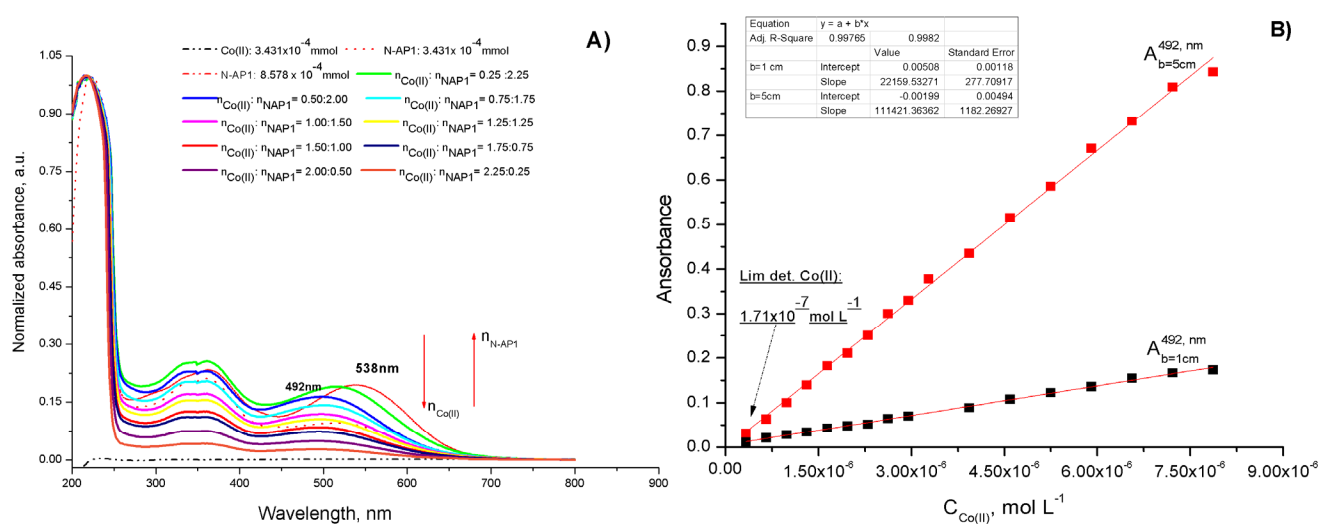 A)
Co(II): 3.431x10-4mmol
N-AP1: 3.431x 10-4mmol
N-AP1: 8.578 x 10-4mmol
nCo(II): nNAP1= 0.25 :2.25
nCo(II): nNAP1= 0.50:2.00
nCo(II): nNAP1= 0.75:1.75
nCo(II): nNAP1= 1.00:1.50
nCo(II): nNAP1= 1.25:1.25
nCo(II): nNAP1= 1.50:1.00
nCo(II): nNAP1= 1.75:0.75
nCo(II): nNAP1= 2.00:0.50
nCo(II): nNAP1= 2.25:0.25
1.05
0.90
0.75
0.60
0.45
0.30
0.15
0.00
Normalized absorbance, a.u.
492nm
538nm
nCo(II)
nN-AP1
200 300 400 500 600 700 800 900
Wavelength, nm
B)
Equation y = a + b*x
Adj. R-Square 0.99765 0.9982
Value Standard Error
b=1 cm Intercept 0.00508 0.00118
Slope 22159.53271 277.70917
b=5cm Intercept -0.00199 0.00494
Slope 111421.36362 1182.26927
A492, nm b=5cm
Lim det. Co(II):
1.71x10-7mol L-1
A492, nm b=1cm
0.9
0.8
0.7
0.6
0.5
0.4
0.3
0.2
0.1
0.0
Ansorbance
0.00 1.50x10-6 3.00x10-6 4.50x10-6 6.00x10-6 7.50x10-6 9.00x10-6
CCo(II), mol L-1